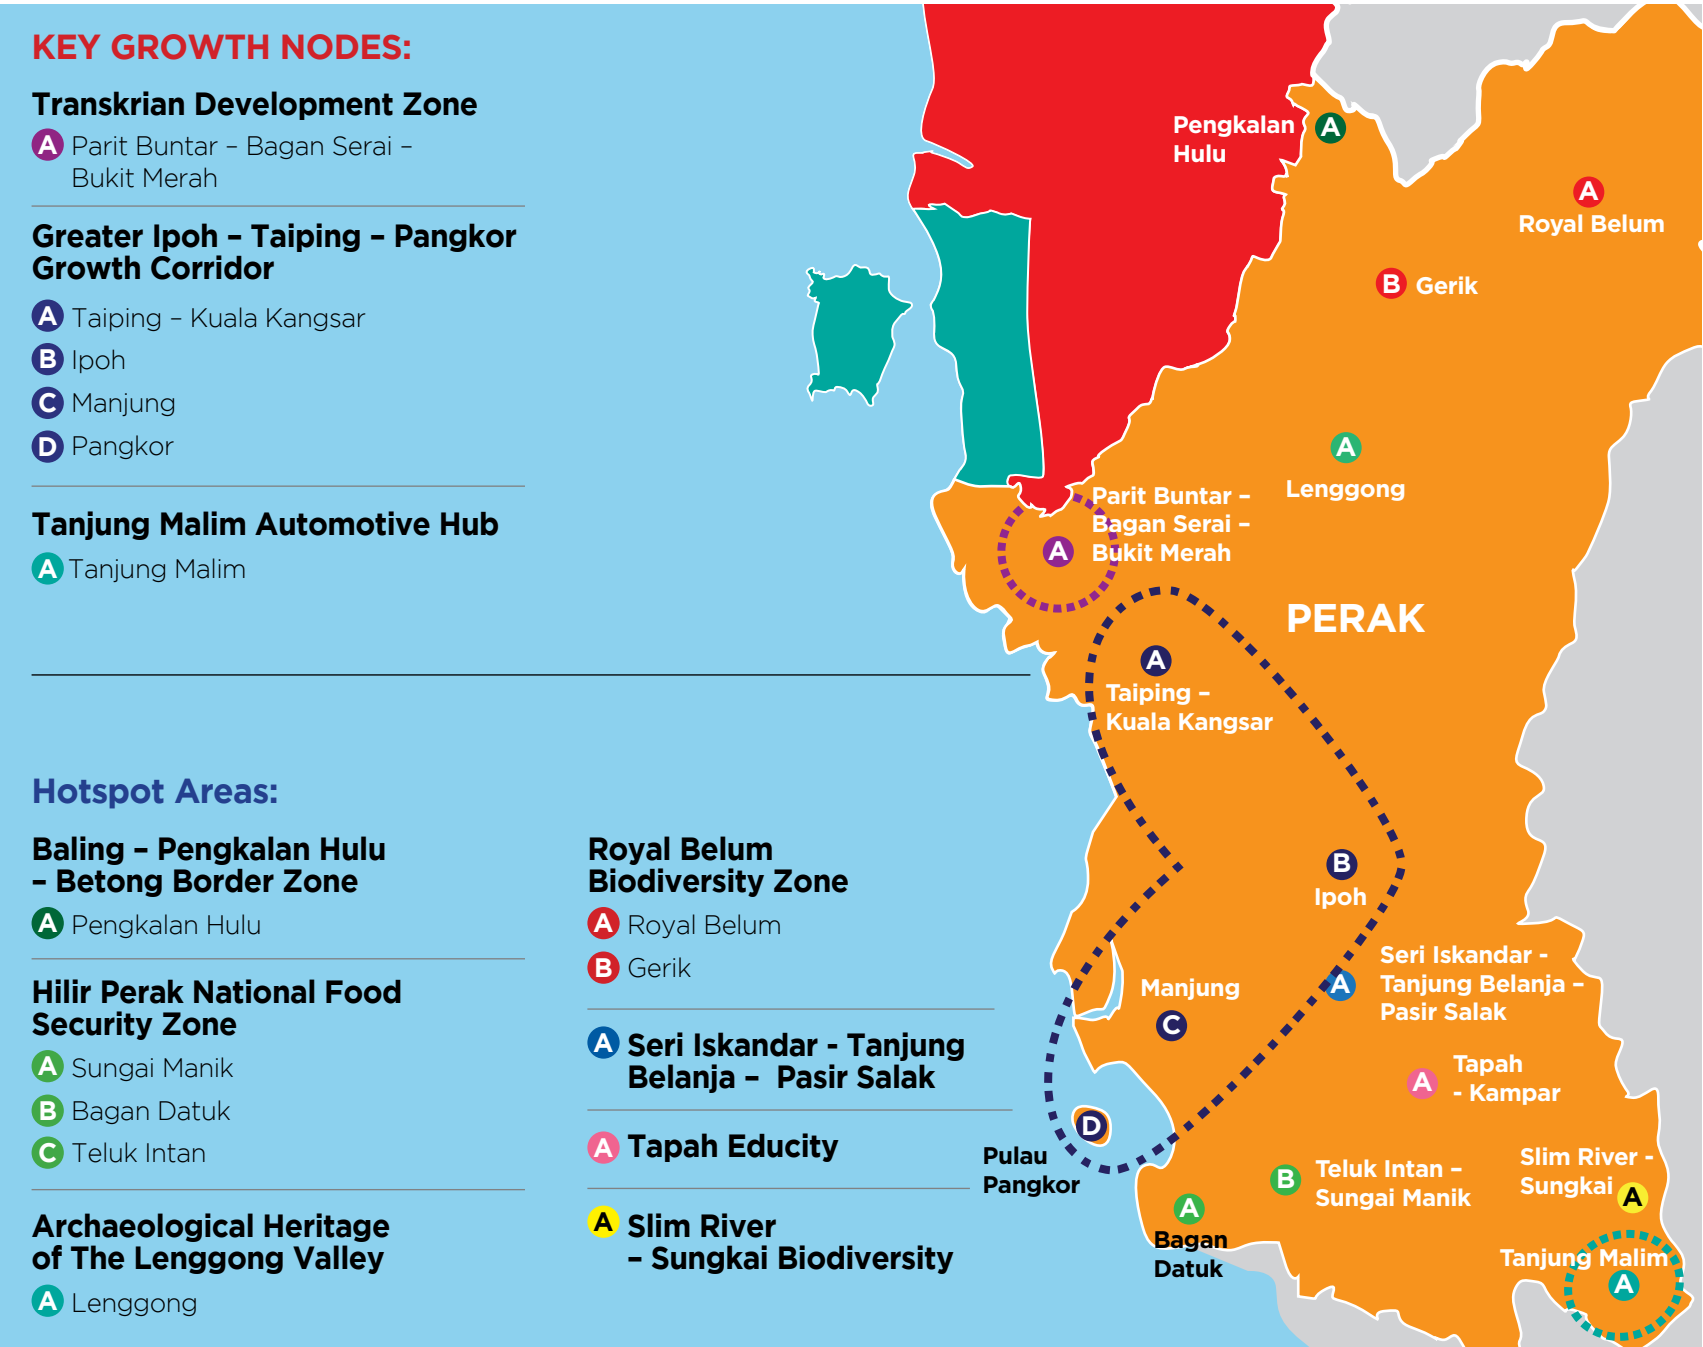 KEY GROWTH NODES:
Transkrian Development Zone
A Parit Buntar – Bagan Serai –
Bukit Merah
Greater Ipoh – Taiping – Pangkor
Growth Corridor
A Taiping – Kuala Kangsar
B Ipoh
C Manjung
D Pangkor
Tanjung Malim Automotive Hub
A Tanjung Malim
Hotspot Areas:
Baling – Pengkalan Hulu
– Betong Border Zone
A Pengkalan Hulu
Hilir Perak National Food
Security Zone
A Sungai Manik
B Bagan Datuk
C Teluk Intan
Archaeological Heritage
of The Lenggong Valley
A Lenggong
Royal Belum
Biodiversity Zone
A Royal Belum
B Gerik
A Seri Iskandar - Tanjung
Belanja – Pasir Salak
A Tapah Educity
A Slim River
– Sungkai Biodiversity
Pengkalan
Hulu
A
A
Royal Belum
B Gerik
A
Lenggong
Parit Buntar –
Bagan Serai –
Bukit Merah
A
PERAK
A
Taiping –
Kuala Kangsar
B
Ipoh
Seri Iskandar -
Tanjung Belanja –
Pasir Salak
A
Manjung
C
Tapah
- Kampar
A
D
Pulau
Pangkor
B
Teluk Intan –
Sungai Manik
Slim River -
Sungkai
A
A
Bagan
Datuk
Tanjung Malim
A